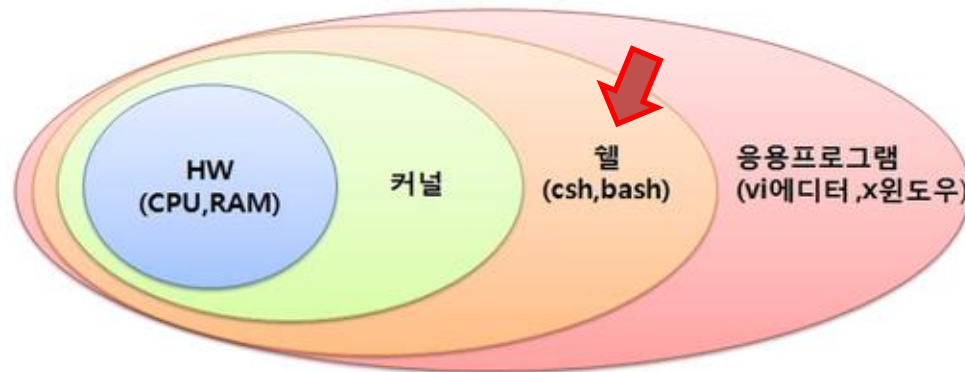 HW
(CPU,RAM)
커널
쉘
(csh,bash)
응용프로그램
(vi에디터 ,x윈도우)